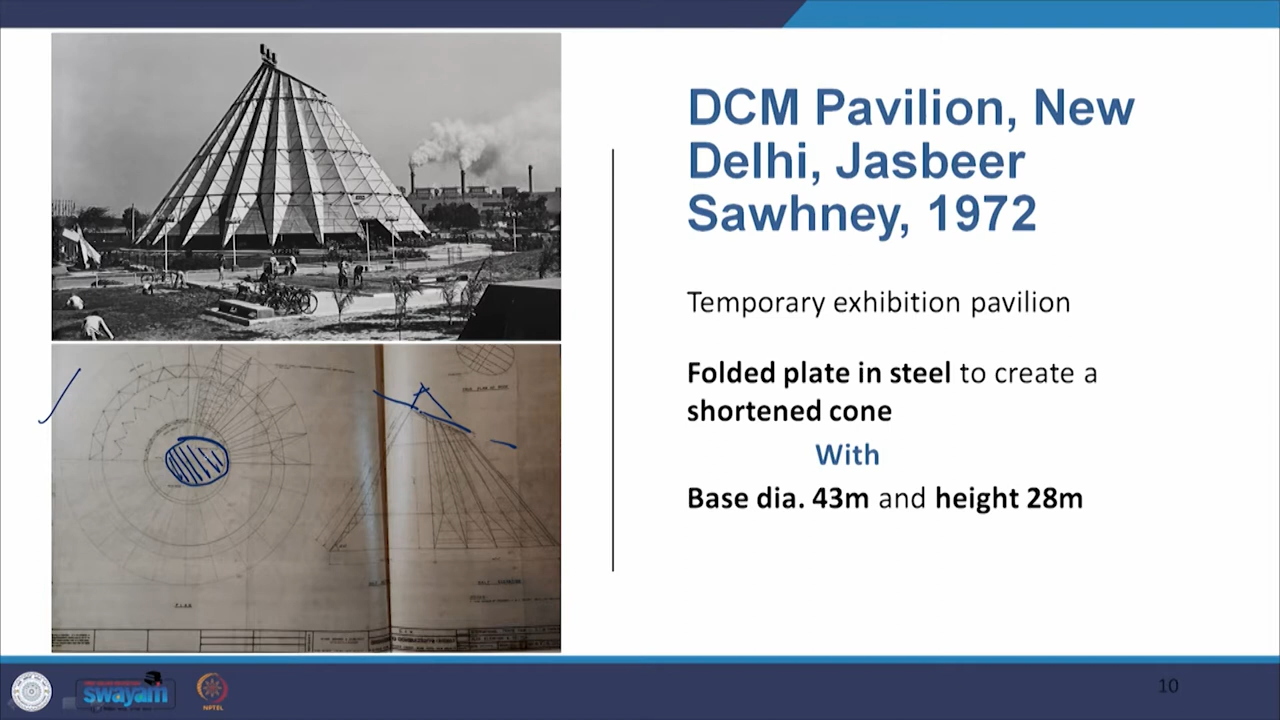 DCM Pavilion, New
Delhi, Jasbeer
Sawhney, 1972
Temporary exhibition pavilion
Folded plate in steel to create a
shortened cone
With
Base dia. 43m and height 28m
PLAN
swayam
NPTEL
10